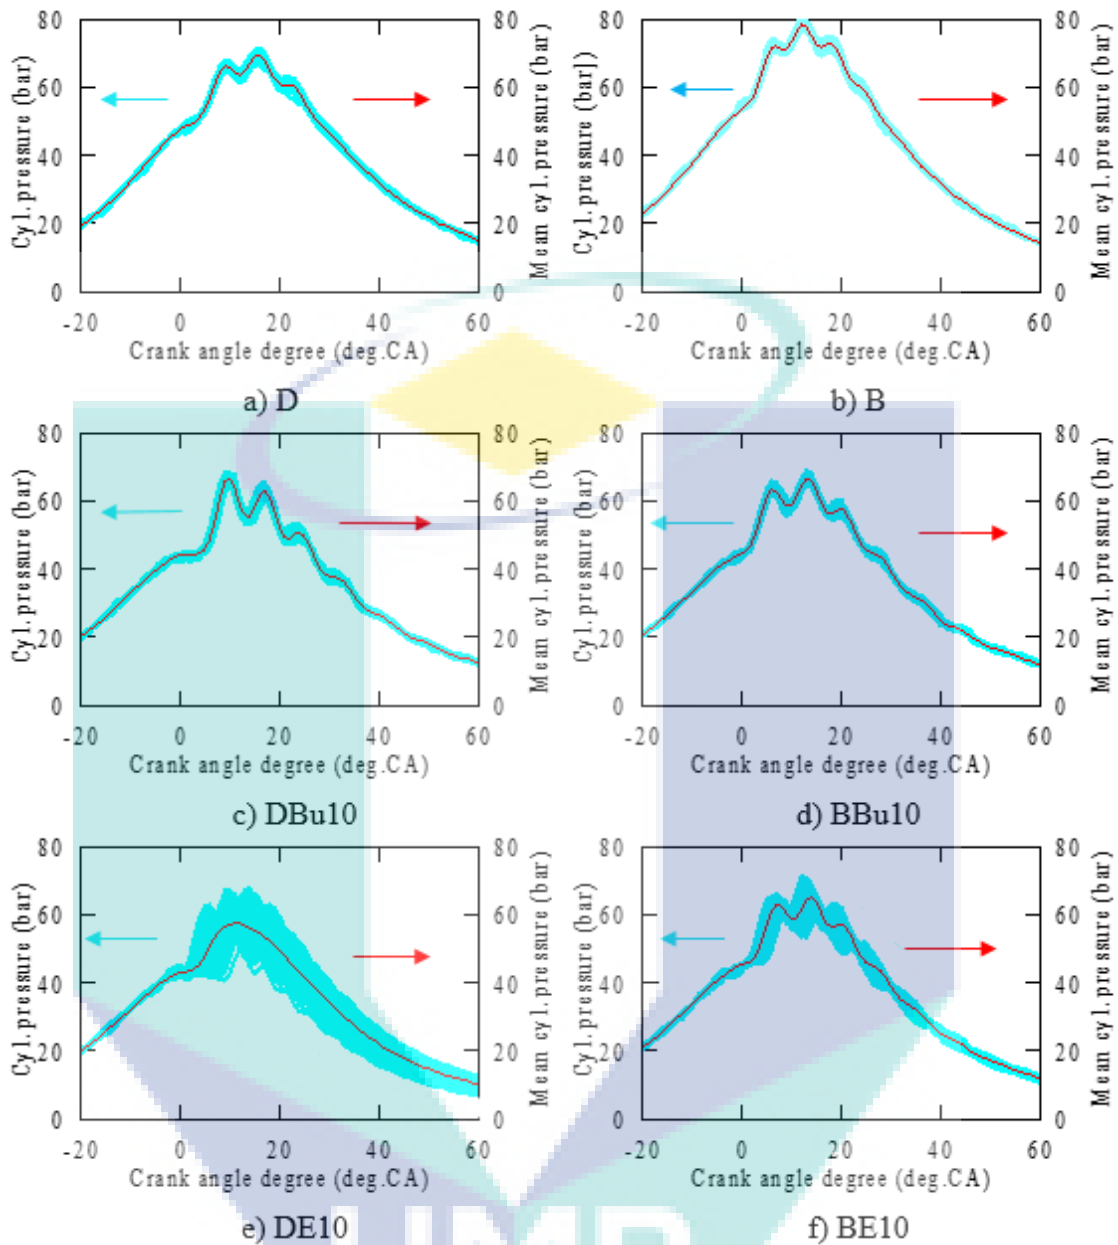 80 80 80 80
60 60 60 60
40 40 40 40
20 20 20 20
0 0 0 0
Cyl.pressure (bar)
Mean cyl.pressure (bar)
Cyl.pressure (bar])
Mean cyl.pressure (bar)
-20 0 20 40 60 -20 0 20 40 60
Crank angle degree (deg.CA) Crank angle degree (deg.CA)
a) D b) B
80 80 80 80
60 60 60 60
40 40 40 40
20 20 20 20
0 0 0 0
Cyl.pressure (bar)
Mean cyl.pressure (bar)
Cyl.pressure (bar)
Mean cyl.pressure (bar)
-20 0 20 40 60 -20 0 20 40 60
Crank angle degree (deg.CA) Crank angle degree (deg.CA)
c) DBu10 d) BBu10
80 80 80 80
60 60 60 60
40 40 40 40
20 20 20 20
0 0 0 0
Cyl.pressure (bar)
Mean cyl.pressure (bar)
Cyl.pressure (bar)
Mean cyl.pressure (bar)
-20 0 20 40 60 -20 0 20 40 60
Crank angle degree (deg.CA) Crank angle degree (deg.CA)
e) DE10 f) BE10